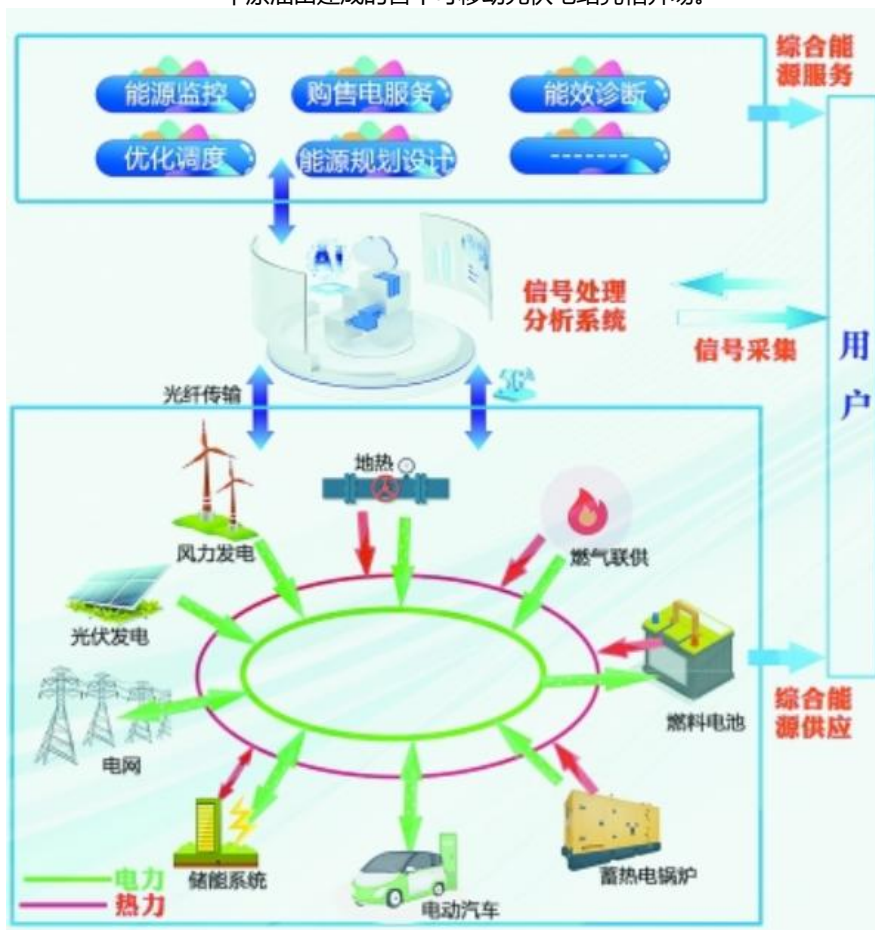 综合能
源服务
能源监控
购售电服务
能效诊断
优化调度
能源规划设计
-------
AI
信号处理
分析系统
信号采集
用
户
光纤传输
5G
地热
风力发电
燃气联供
光伏发电
燃料电池
综合能
源供应
电网
储能系统
电动汽车
蓄热电锅炉
电力
热力